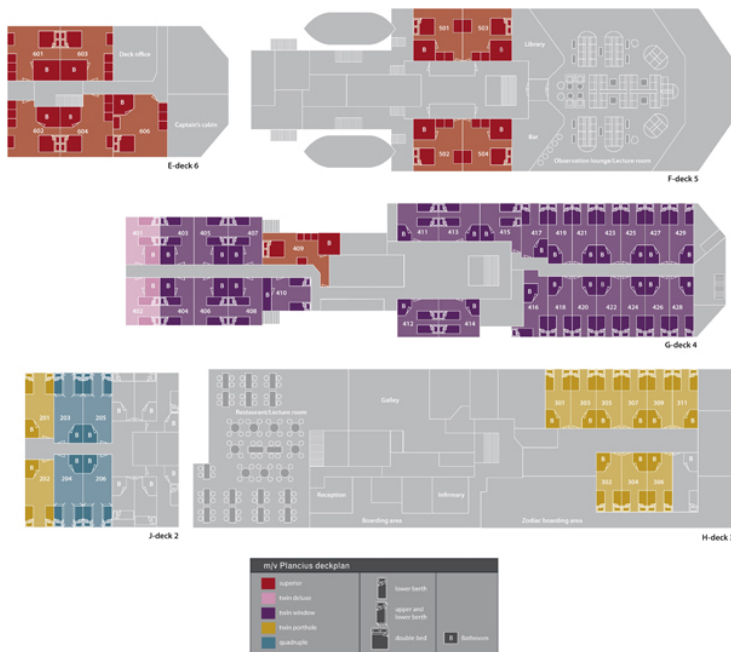 601 603
Deck office
B B
B
Captain's cabin
602 604 606
E-deck 6
501 503
B B
Library
B B
502 504
Bar
Observation lounge/Lecture room
F-deck 5
401 403 405 407
409 B
411 413 415
417 419 421 423 425 427 429
402 404 406 408
410
412 414
416 418 420 422 424 426 428
G-deck 4
201 203 205
B B B
B B B
202 204 206
J-deck 2
Restaurant/Lecture room
Galley
Reception
Infirmary
Boarding area
Zodiac boarding area
301 303 305 307 309 311
302 304 308
H-deck
m/v Plancius deckplan
superior
twin deluxe
twin window
twin porthole
quadruple
lower berth
upper and
lower berth
double bed
B Bathroom